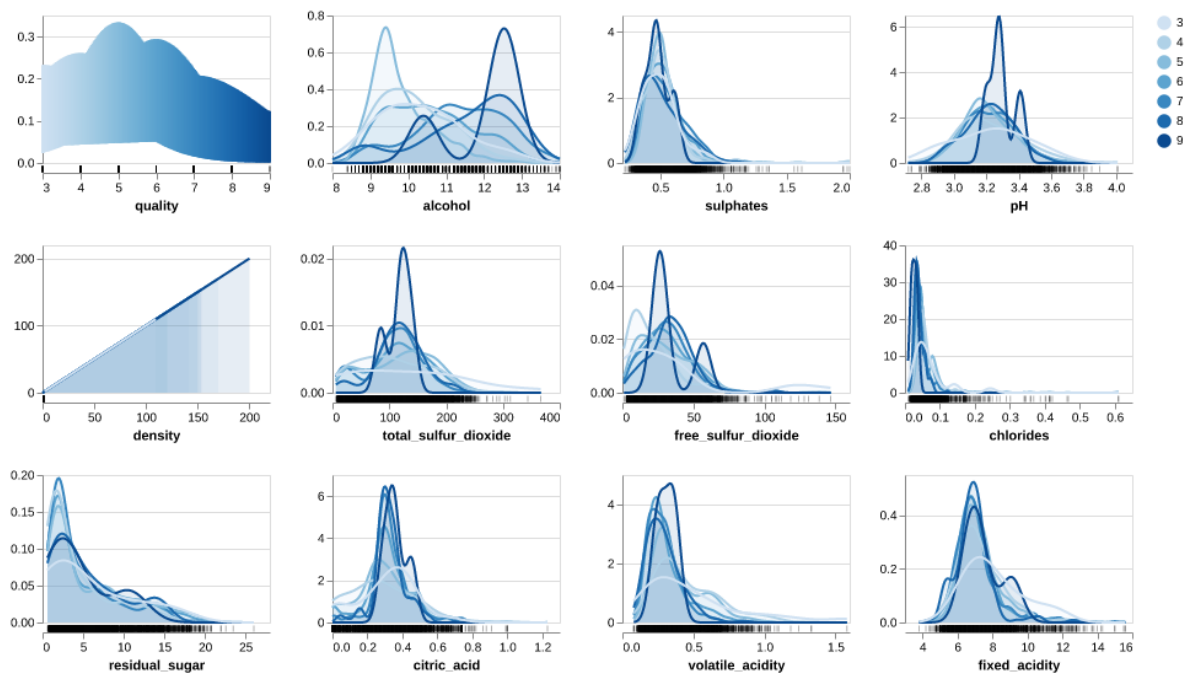 0.3
0.2
0.1
0.0
3 4 5 6 7 8 9
quality
0.8
0.6
0.4
0.2
0.0
8 9 10 11 12 13 14
alcohol
4
2
0
0.5 1.0 1.5 2.0
sulphates
6
4
2
0
2.8 3.0 3.2 3.4 3.6 3.8 4.0
pH
3
4
5
6
7
8
9
200
100
0
0 50 100 150 200
density
0.02
0.01
0.00
0 100 200 300 400
total_sulfur_dioxide
0.04
0.02
0.00
0 50 100 150
free_sulfur_dioxide
40
30
20
10
0
0.0 0.1 0.2 0.3 0.4 0.5 0.6
chlorides
0.20
0.15
0.10
0.05
0.00
0 5 10 15 20 25
residual_sugar
6
4
2
0
0.0 0.2 0.4 0.6 0.8 1.0 1.2
citric_acid
4
2
0
0.0 0.5 1.0 1.5
volatile_acidity
0.4
0.2
0.0
4 6 8 10 12 14 16
fixed_acidity